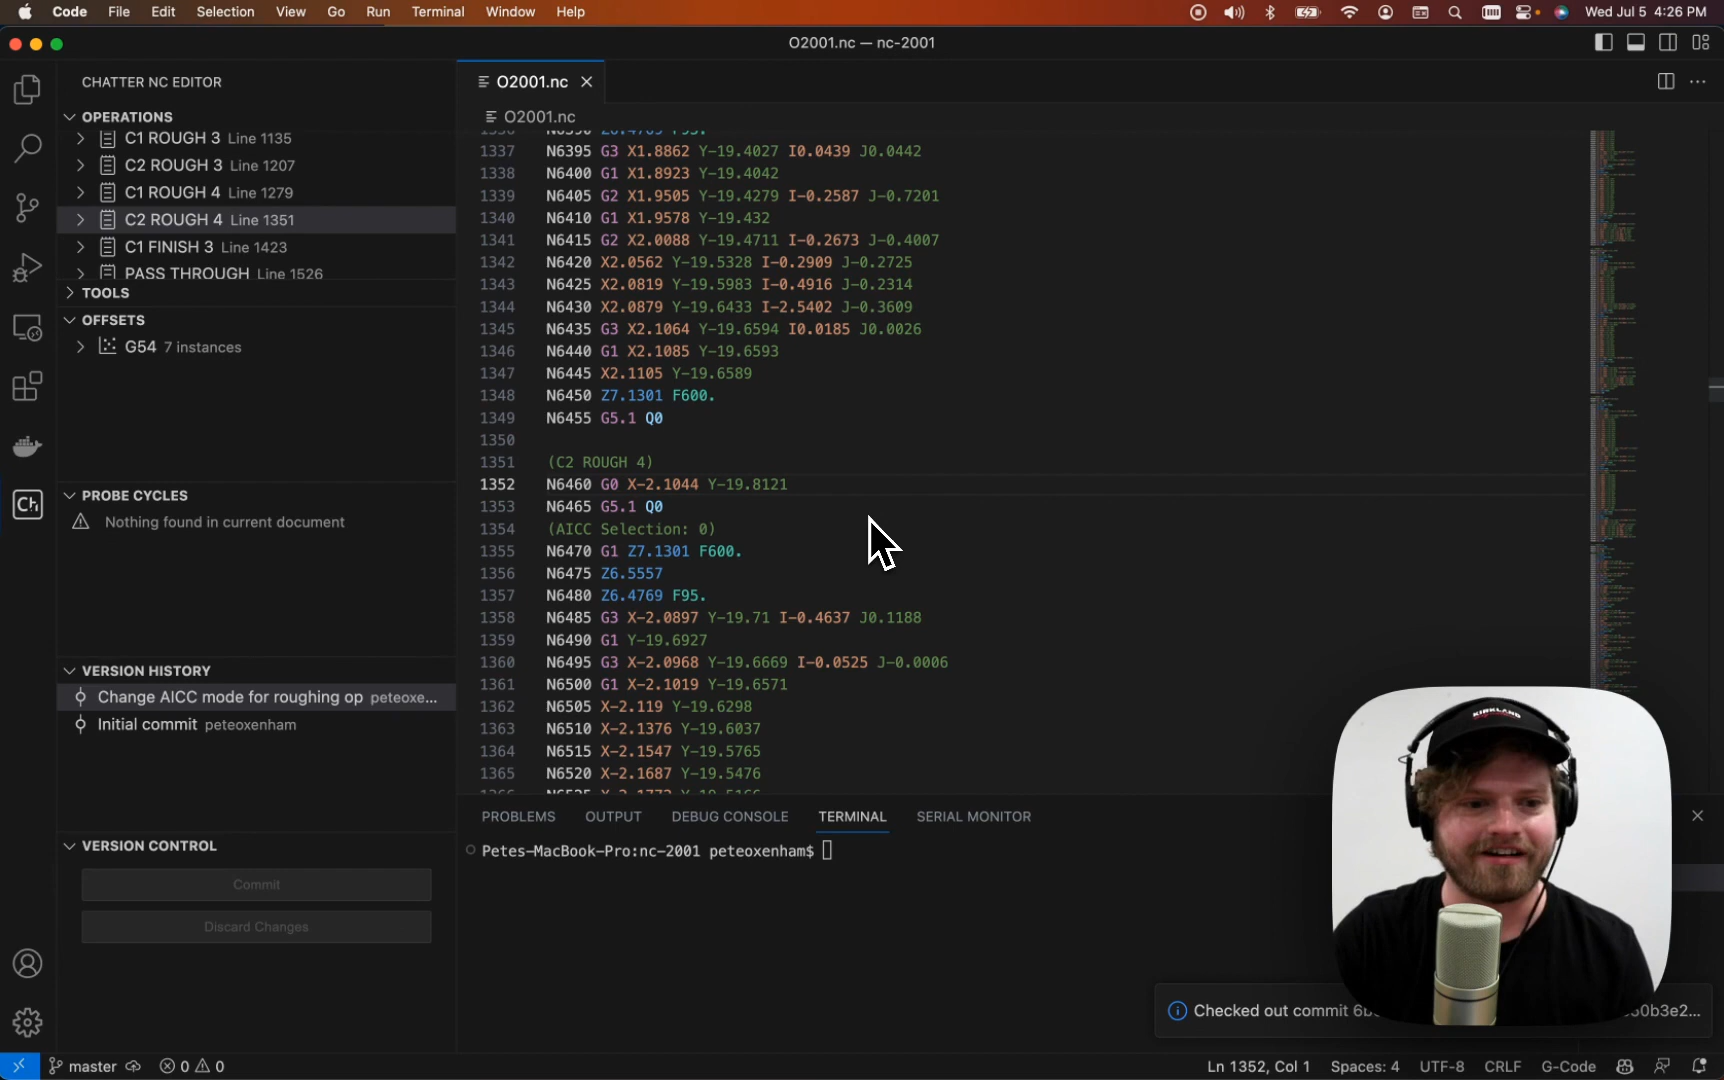 Code File Edit Selection View Go Run Terminal Window Help
Wed Jul 5 4:26 PM
O2001.nc — nc-2001
CHATTER NC EDITOR
OPERATIONS
C1 ROUGH 3 Line 1135
C2 ROUGH 3 Line 1207
C1 ROUGH 4 Line 1279
C2 ROUGH 4 Line 1351
C1 FINISH 3 Line 1423
PASS THROUGH Line 1526
TOOLS
OFFSETS
G54 7 instances
PROBE CYCLES
Nothing found in current document
VERSION HISTORY
Change AICC mode for roughing op peteoxe...
Initial commit peteoxenham
VERSION CONTROL
Commit
Discard Changes
Ch
O2001.nc
O2001.nc
1336 N6390 Z6.4769 F95.
1337 N6395 G3 X1.8862 Y-19.4027 I0.0439 J0.0442
1338 N6400 G1 X1.8923 Y-19.4042
1339 N6405 G2 X1.9505 Y-19.4279 I-0.2587 J-0.7201
1340 N6410 G1 X1.9578 Y-19.432
1341 N6415 G2 X2.0088 Y-19.4711 I-0.2673 J-0.4007
1342 N6420 X2.0562 Y-19.5328 I-0.2909 J-0.2725
1343 N6425 X2.0819 Y-19.5983 I-0.4916 J-0.2314
1344 N6430 X2.0879 Y-19.6433 I-2.5402 J-0.3609
1345 N6435 G3 X2.1064 Y-19.6594 I0.0185 J0.0026
1346 N6440 G1 X2.1085 Y-19.6593
1347 N6445 X2.1105 Y-19.6589
1348 N6450 Z7.1301 F600.
1349 N6455 G5.1 Q0
1350
1351 (C2 ROUGH 4)
1352 N6460 G0 X-2.1044 Y-19.8121
1353 N6465 G5.1 Q0
1354 (AICC Selection: 0)
1355 N6470 G1 Z7.1301 F600.
1356 N6475 Z6.5557
1357 N6480 Z6.4769 F95.
1358 N6485 G3 X-2.0897 Y-19.71 I-0.4637 J0.1188
1359 N6490 G1 Y-19.6927
1360 N6495 G3 X-2.0968 Y-19.6669 I-0.0525 J-0.0006
1361 N6500 G1 X-2.1019 Y-19.6571
1362 N6505 X-2.119 Y-19.6298
1363 N6510 X-2.1376 Y-19.6037
1364 N6515 X-2.1547 Y-19.5765
1365 N6520 X-2.1687 Y-19.5476
PROBLEMS OUTPUT DEBUG CONSOLE TERMINAL SERIAL MONITOR
Petes-MacBook-Pro:nc-2001 peteoxenham$
KIRKLAND
Checked out commit
master 0 0
Ln 1352, Col 1 Spaces: 4 UTF-8 CRLF G-Code